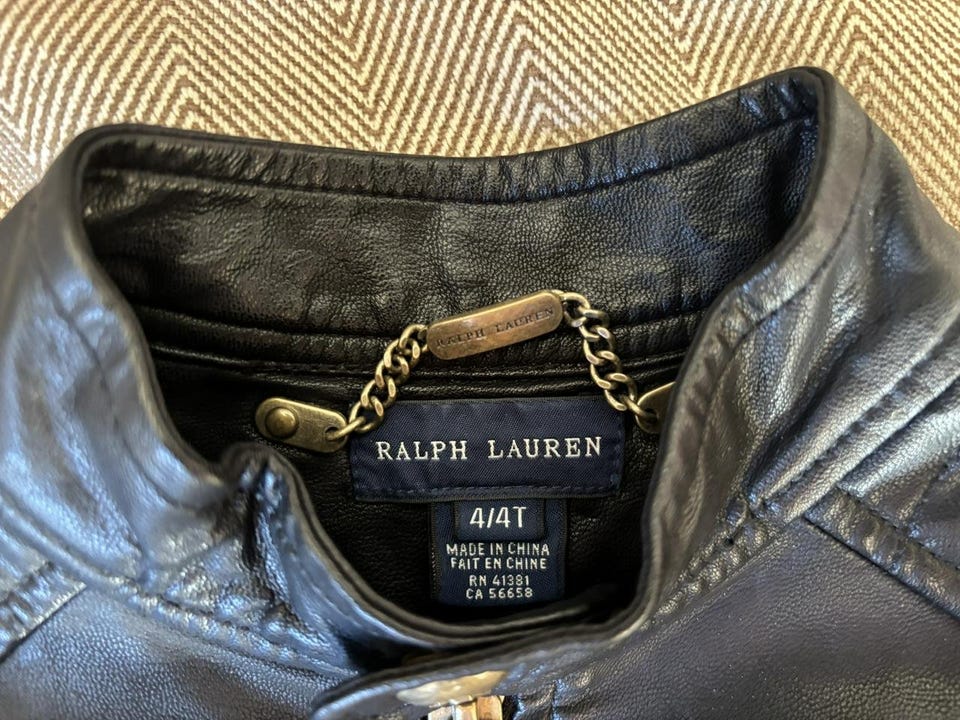 RALPH LAUREN
RALPH LAUREN
4/4T
MADE IN CHINA
FAIT EN CHINE
RN 41381
CA 56658